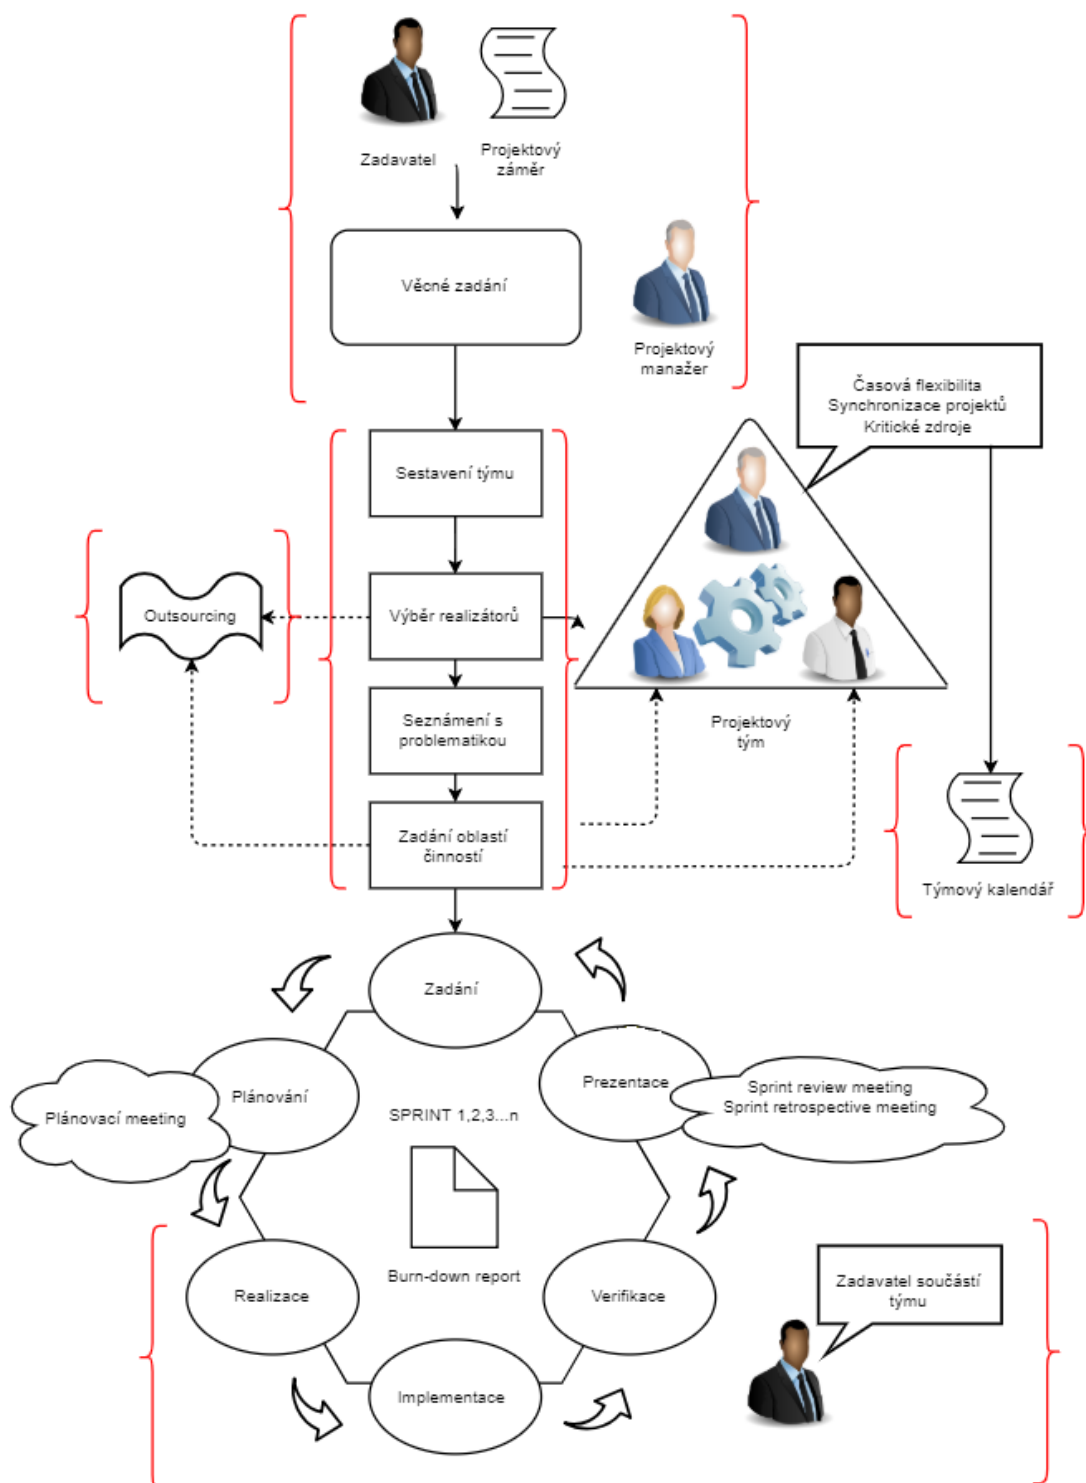 Zadavatel
Projektový
záměr
Věcné zadání
Projektový
manažer
Časová flexibilita
Synchronizace projektů
Kritické zdroje
Sestavení týmu
Outsourcing
Výběr realizátorů
Seznámení s
problematikou
Projektový
tým
Zadání oblastí
činností
Týmový kalendář
Zadání
Plánovací meeting
Plánování
Prezentace
Sprint review meeting
Sprint retrospective meeting
SPRINT 1,2,3...n
Burn-down report
Realizace
Verifikace
Zadavatel součástí
týmu
Implementace